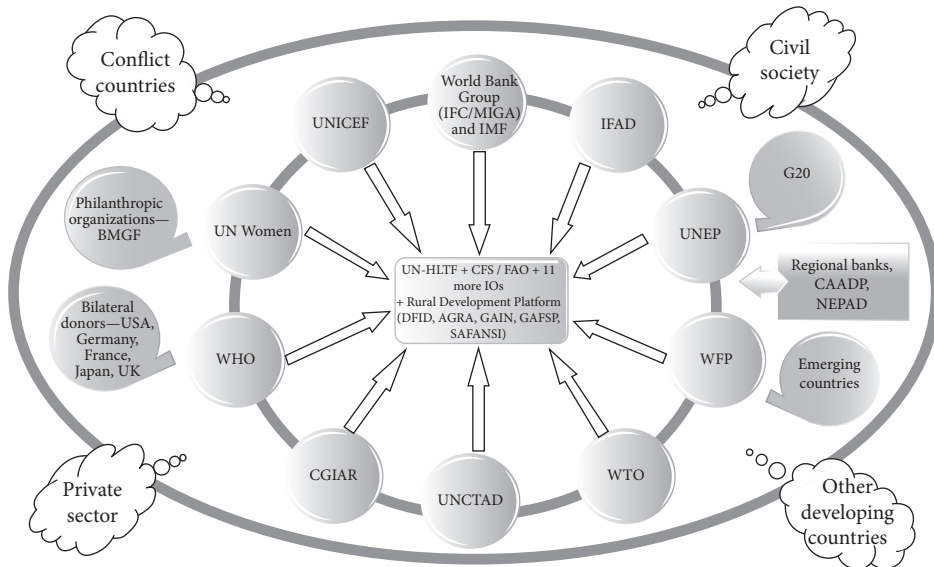 Conflict
countries
Civil
society
UNICEF
World Bank
Group
(IFC/MIGA)
and IMF
IFAD
G20
Philanthropic
organizations—
BMGF
UN Women
UNEP
UN-HLTF + CFS / FAO + 11
more IOs
+ Rural Development Platform
(DFID, AGRA, GAIN, GAFSP,
SAFANSI)
Regional banks,
CAADP,
NEPAD
Bilateral
donors—USA,
Germany,
France,
Japan, UK
WHO
WFP
Emerging
countries
CGIAR
UNCTAD
WTO
Private
sector
Other
developing
countries